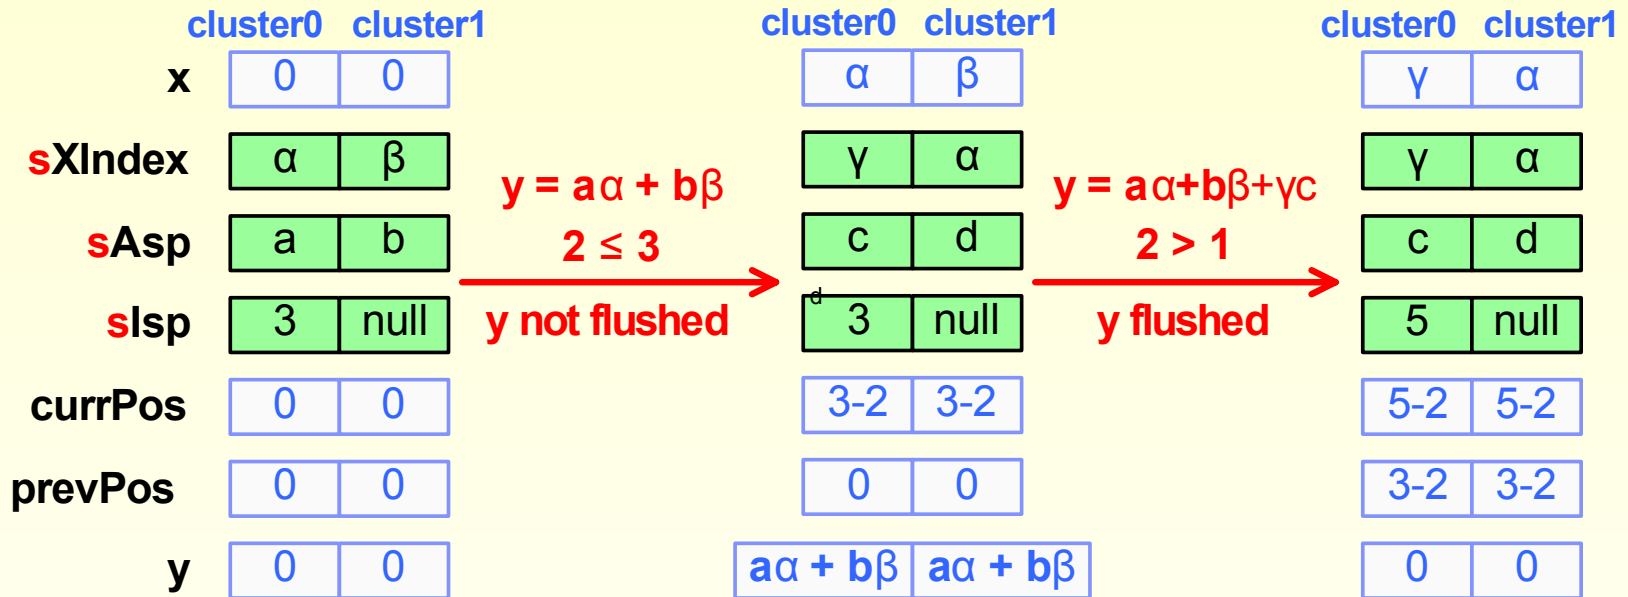 cluster0 cluster1 cluster0 cluster1 cluster0 cluster1
x 0 0 α β γ α
sXIndex α β γ α γ α
y = aα + bβ y = aα+bβ+γc
sAsp a b 2 ≤ 3 c d 2 > 1 c d
d
sIsp 3 null y not flushed 3 null y flushed 5 null
currPos 0 0 3-2 3-2 5-2 5-2
prevPos 0 0 0 0 3-2 3-2
y 0 0 aα + bβ aα + bβ 0 0